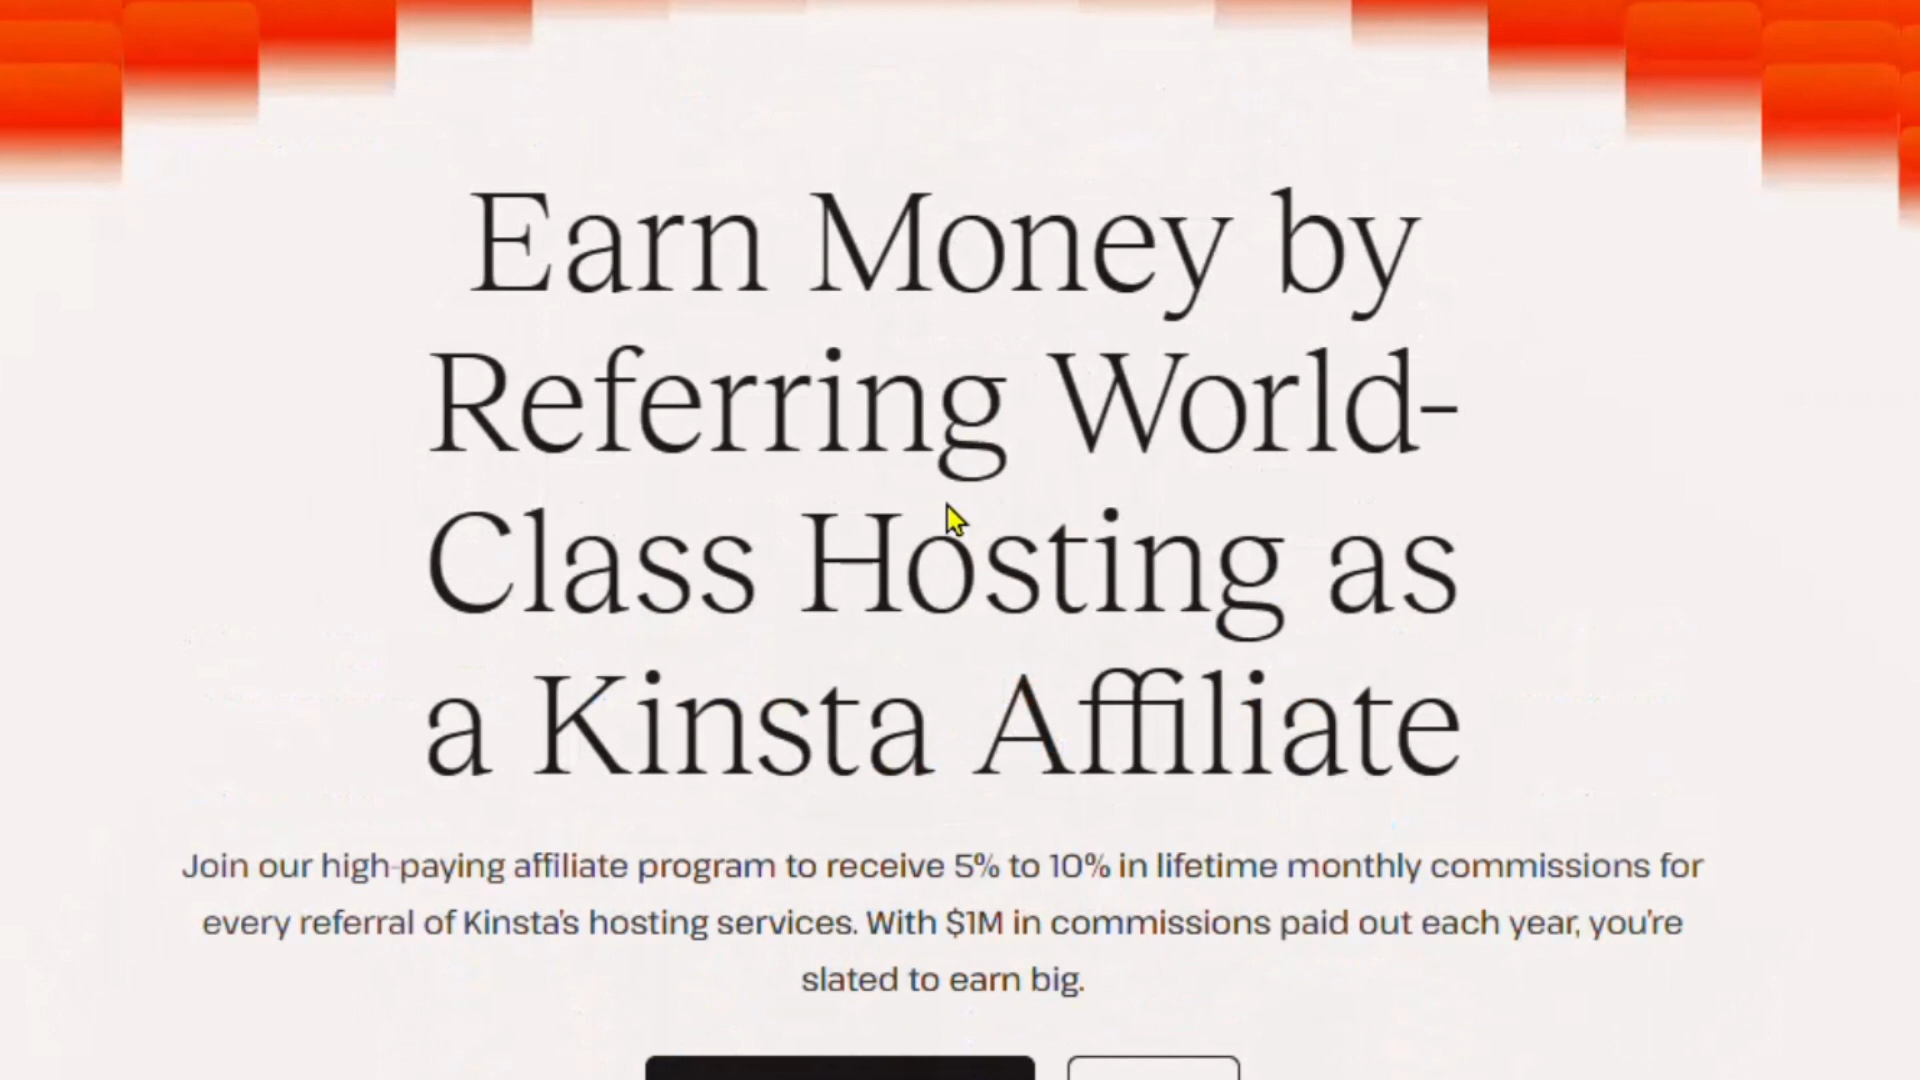 Earn Money by
Referring World-
Class Hosting as
a Kinsta Affiliate
Join our high-paying affiliate program to receive 5% to 10% in lifetime monthly commissions for
every referral of Kinsta's hosting services. With $1M in commissions paid out each year, you're
slated to earn big.